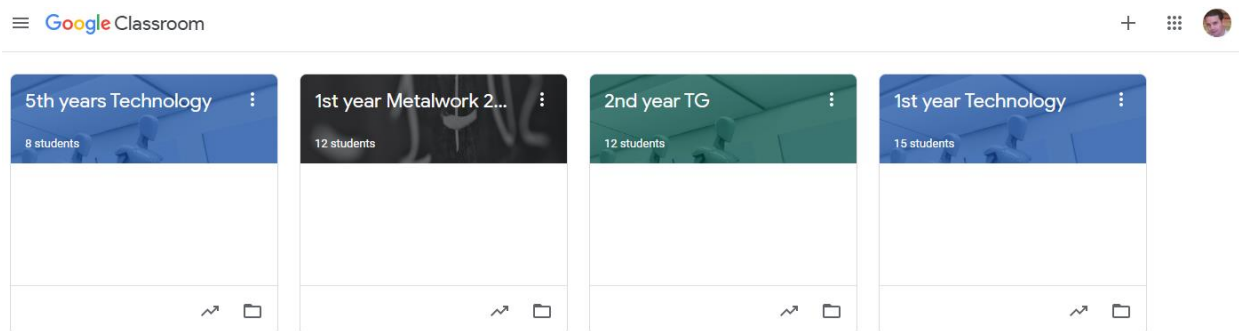 Google Classroom
5th years Technology
8 students
1st year Metalwork 2...
12 students
2nd year TG
12 students
1st year Technology
15 students